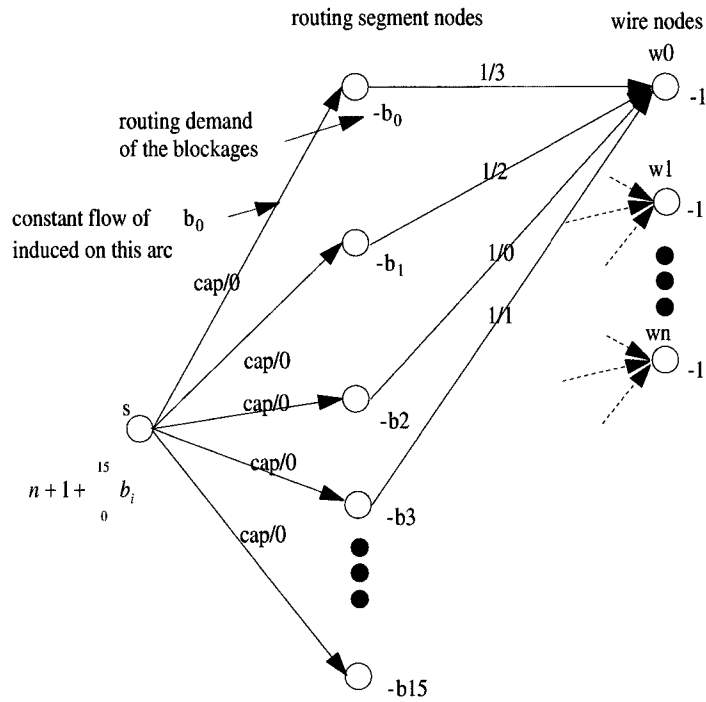 routing segment nodes
wire nodes
w0
1/3
-1
-b0
routing demand
of the blockages
1/2
w1
-1
constant flow of b0
induced on this arc
-b1
1/0
cap/0
1/1
wn
-1
cap/0
s
cap/0
-b2
cap/0
n + 1 + 15 0 bi
-b3
cap/0
-b15